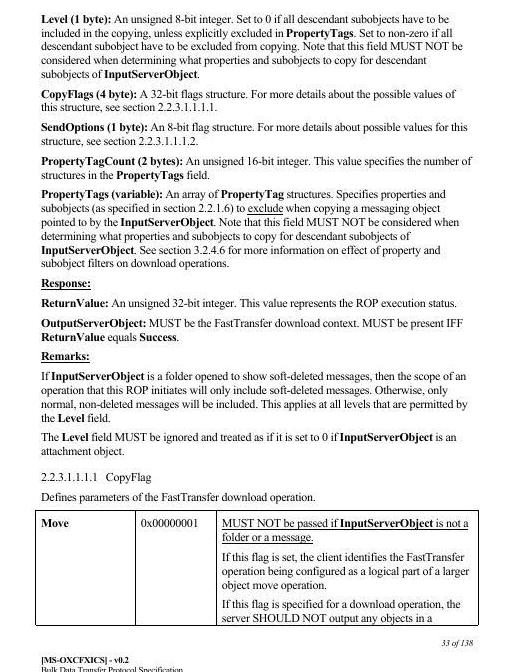 Level (1 byte): An unsigned 8-bit integer. Set to 0 if all descendant subobjects have to be
included in the copying, unless explicitly excluded in PropertyTags. Set to non-zero if all
descendant subobject have to be excluded from copying. Note that this field MUST NOT be
considered when determining what properties and subobjects to copy for descendant
subobjects of InputServerObject.
CopyFlags (4 byte): A 32-bit flags structure. For more details about the possible values of
this structure, see section 2.2.3.1.1.1.1.
SendOptions (1 byte): An 8-bit flag structure. For more details about possible values for this
structure, see section 2.2.3.1.1.1.2.
PropertyTagCount (2 bytes): An unsigned 16-bit integer. This value specifies the number of
structures in the PropertyTags field.
PropertyTags (variable): An array of PropertyTag structures. Specifies properties and
subobjects (as specified in section 2.2.1.6) to exclude when copying a messaging object
pointed to by the InputServerObject. Note that this field MUST NOT be considered when
determining what properties and subobjects to copy for descendant subobjects of
InputServerObject. See section 3.2.4.6 for more information on effect of property and
subobject filters on download operations.
Response:
ReturnValue: An unsigned 32-bit integer. This value represents the ROP execution status.
OutputServerObject: MUST be the FastTransfer download context. MUST be present IFF
ReturnValue equals Success.
Remarks:
If InputServerObject is a folder opened to show soft-deleted messages, then the scope of an
operation that this ROP initiates will only include soft-deleted messages. Otherwise, only
normal, non-deleted messages will be included. This applies at all levels that are permitted by
the Level field.
The Level field MUST be ignored and treated as if it is set to 0 if InputServerObject is an
attachment object.
2.2.3.1.1.1.1 CopyFlag
Defines parameters of the FastTransfer download operation.
Move 0x00000001 MUST NOT be passed if InputServerObject is not a
folder or a message.
If this flag is set, the client identifies the FastTransfer
operation being configured as a logical part of a larger
object move operation.
If this flag is specified for a download operation, the
server SHOULD NOT output any objects in a
33 of 138
[MS-OXCFXICS] - v0.2
Bulk Data Transfer Protocol Specification